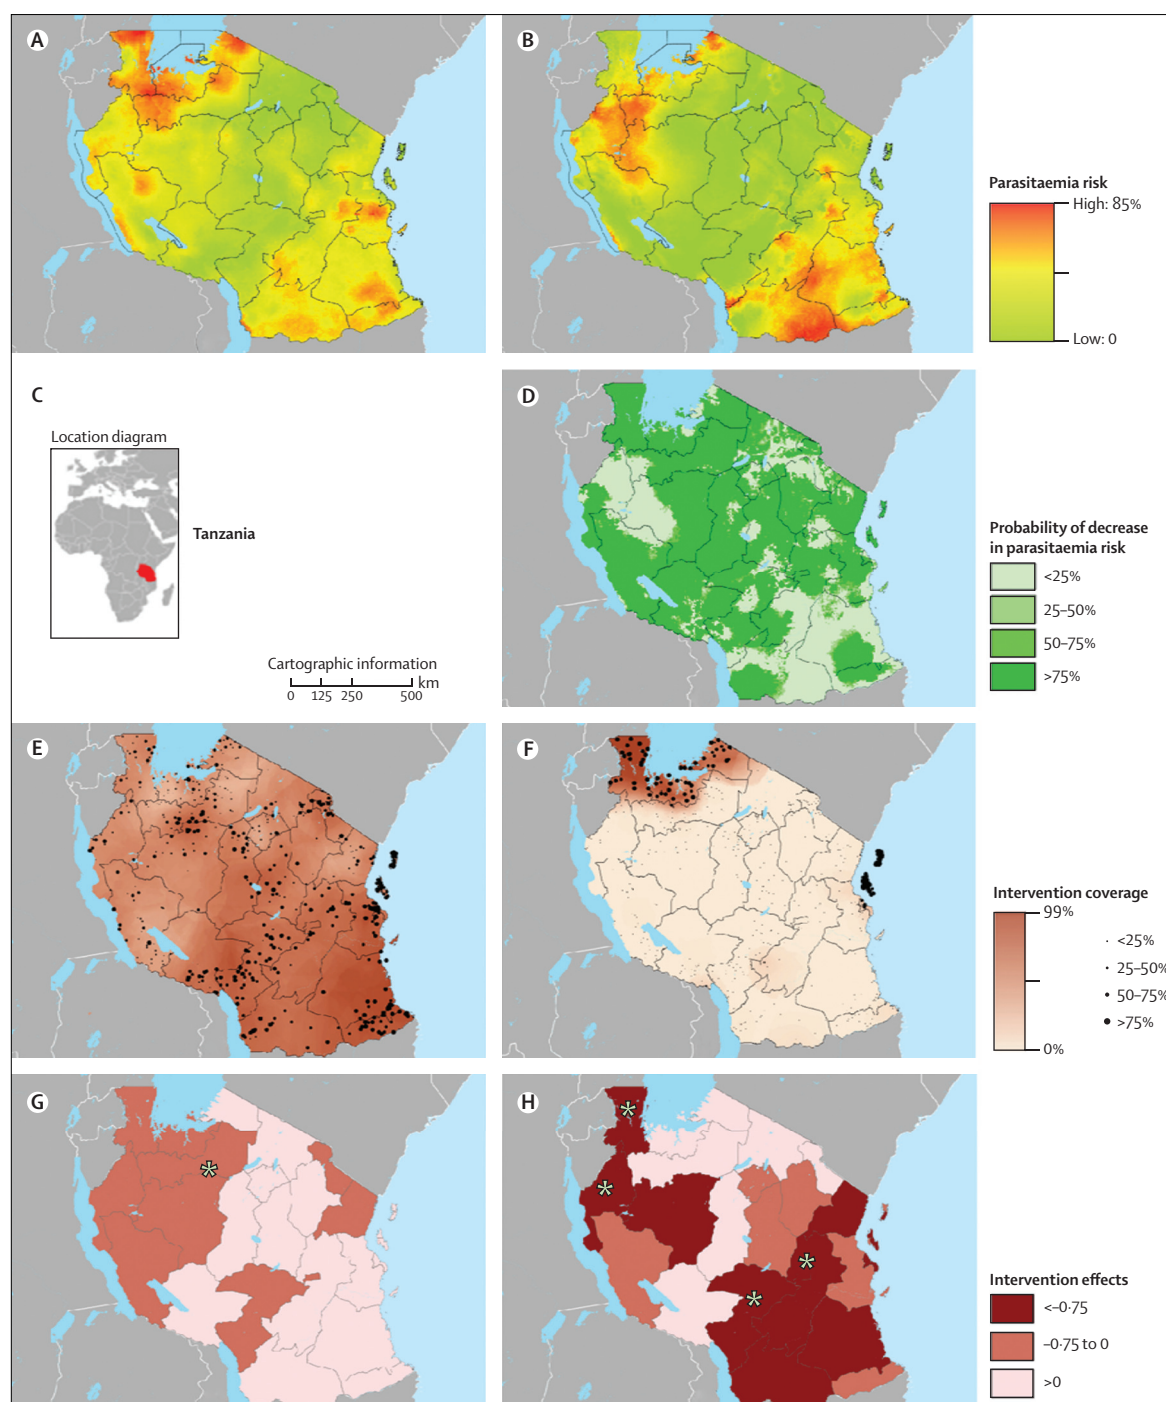 A
B
Parasitaemia risk
High: 85%
Low: 0
C
Location diagram
Tanzania
Cartographic information
km
0 125 250 500
D
Probability of decrease
in parasitaemia risk
<25%
25–50%
50–75%
>75%
E
F
Intervention coverage
99%
0%
<25%
25–50%
50–75%
>75%
G
*
H
*
*
*
*
Intervention effects
<–0·75
–0·75 to 0
>0